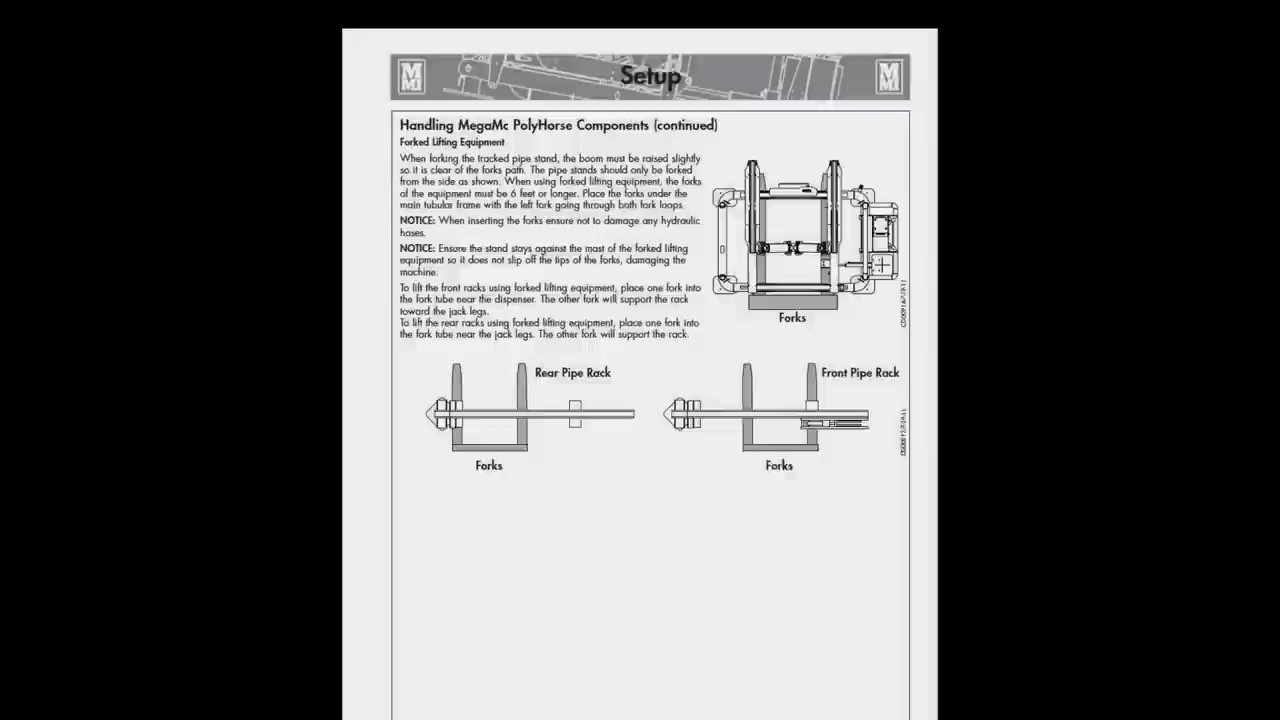 Setup
Handling MegaMc PolyHorse Components (continued)
Forked Lifting Equipment
When forking the tracked pipe stand, the boom must be raised slightly
so it is clear of the forks path. The pipe stands should only be forked
from the side as shown. When using forked lifting equipment, the forks
of the equipment must be 6 feet or longer. Place the forks under the
main tubular frame with the left fork going through both fork loops.
NOTICE: When inserting the forks ensure not to damage any hydraulic
hoses.
NOTICE: Ensure the stand stays against the mast of the forked lifting
equipment so it does not slip off the tips of the forks, damaging the
machine.
To lift the front racks using forked lifting equipment, place one fork into
the fork tube near the dispenser. The other fork will support the rack
toward the jack legs.
To lift the rear racks using forked lifting equipment, place one fork into
the fork tube near the jack legs. The other fork will support the rack.
Forks
Rear Pipe Rack
Front Pipe Rack
Forks
Forks